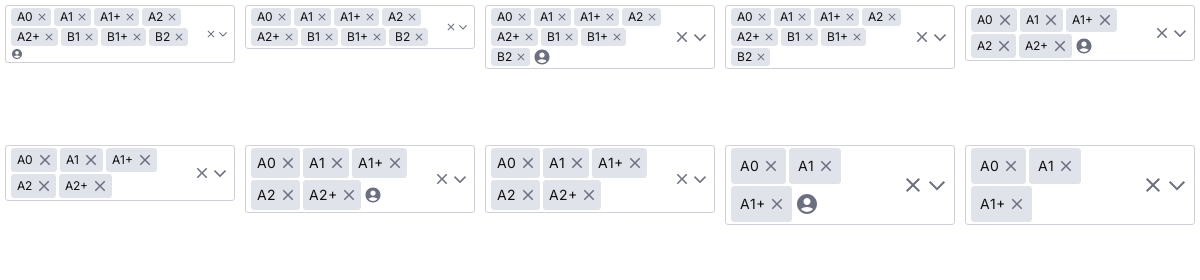 A0 A1 A1+ A2
A2+ B1 B1+ B2
A0 A1 A1+ A2
A2+ B1 B1+ B2
A0 A1 A1+ A2
A2+ B1 B1+
B2
A0 A1 A1+ A2
A2+ B1 B1+
B2
A0 A1 A1+
A2 A2+
A0 A1 A1+
A2 A2+
A0 A1 A1+
A2 A2+
A0 A1 A1+
A2 A2+
A0 A1
A1+
A0 A1
A1+